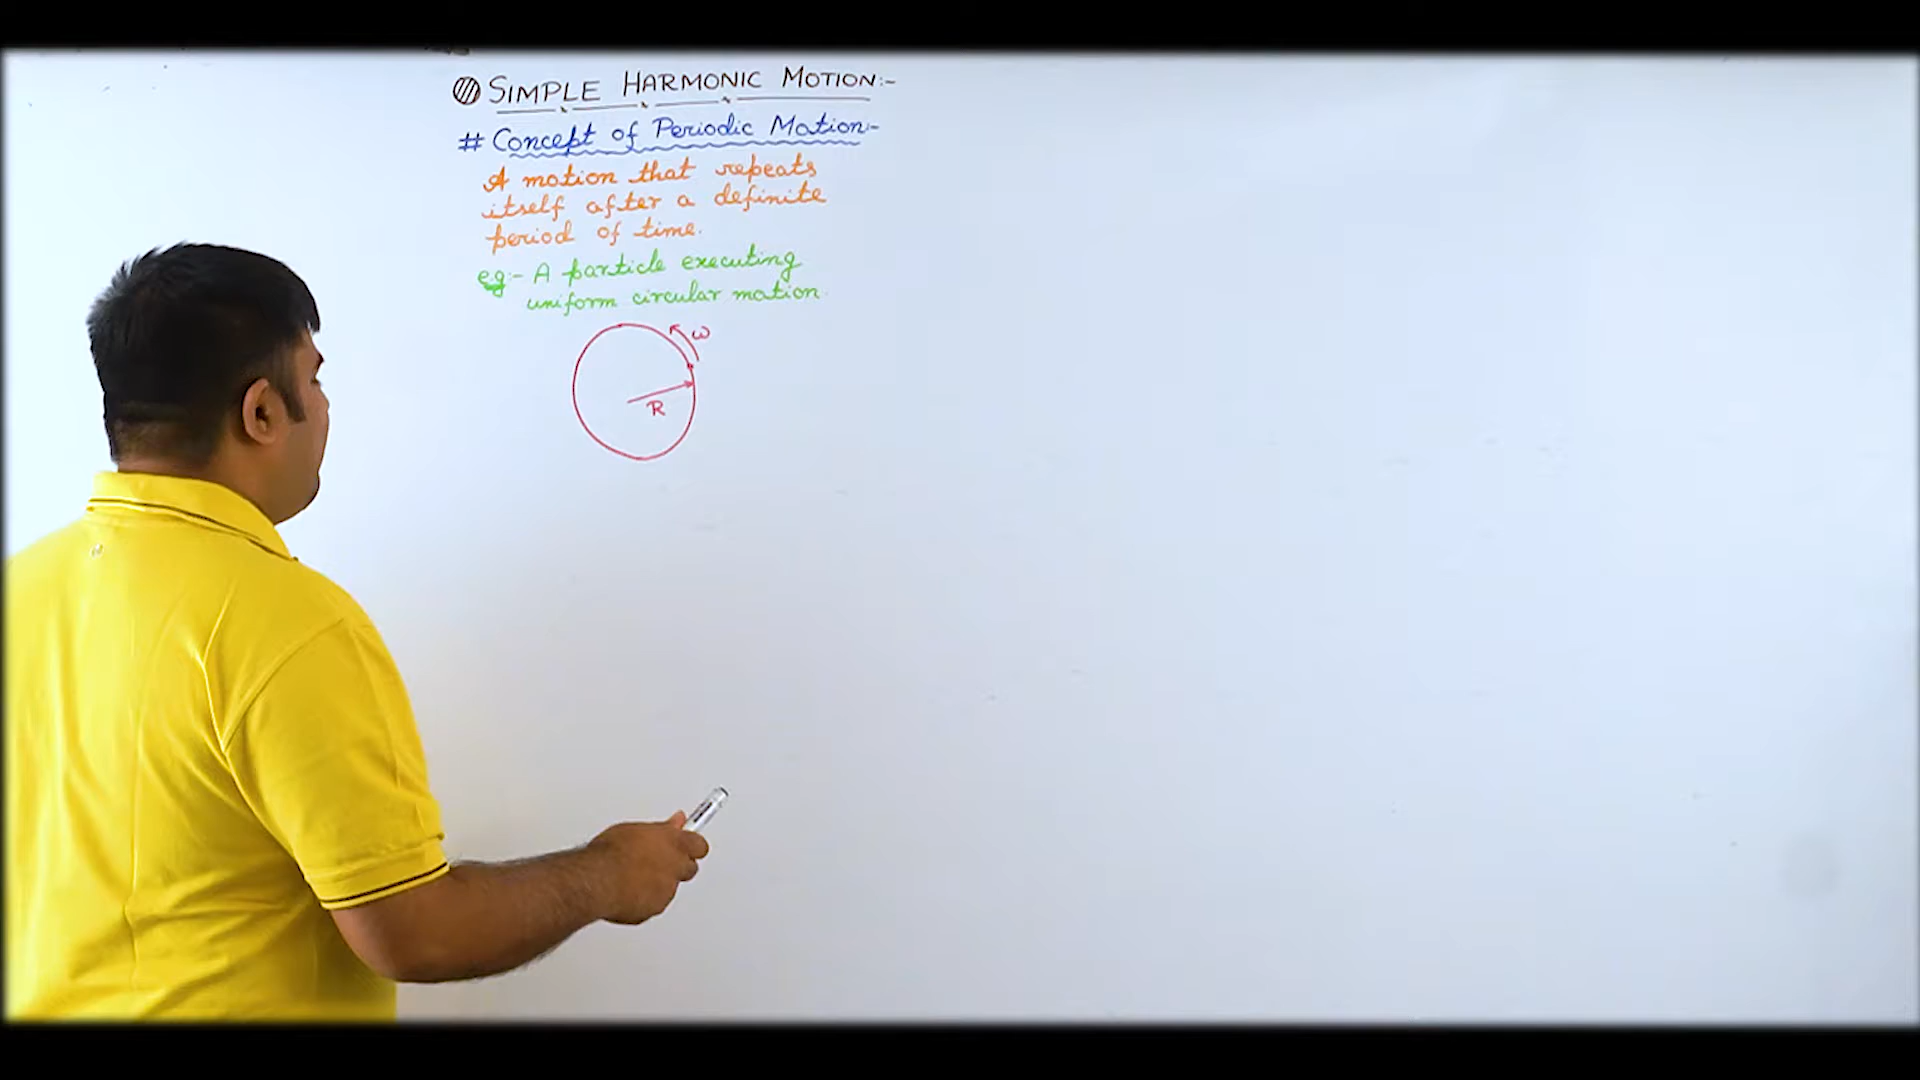 SIMPLE HARMONIC MOTION:-
# Concept of Periodic Motion:-
A motion that repeats
itself after a definite
period of time.
eg:- A particle executing
uniform circular motion.
ω
R